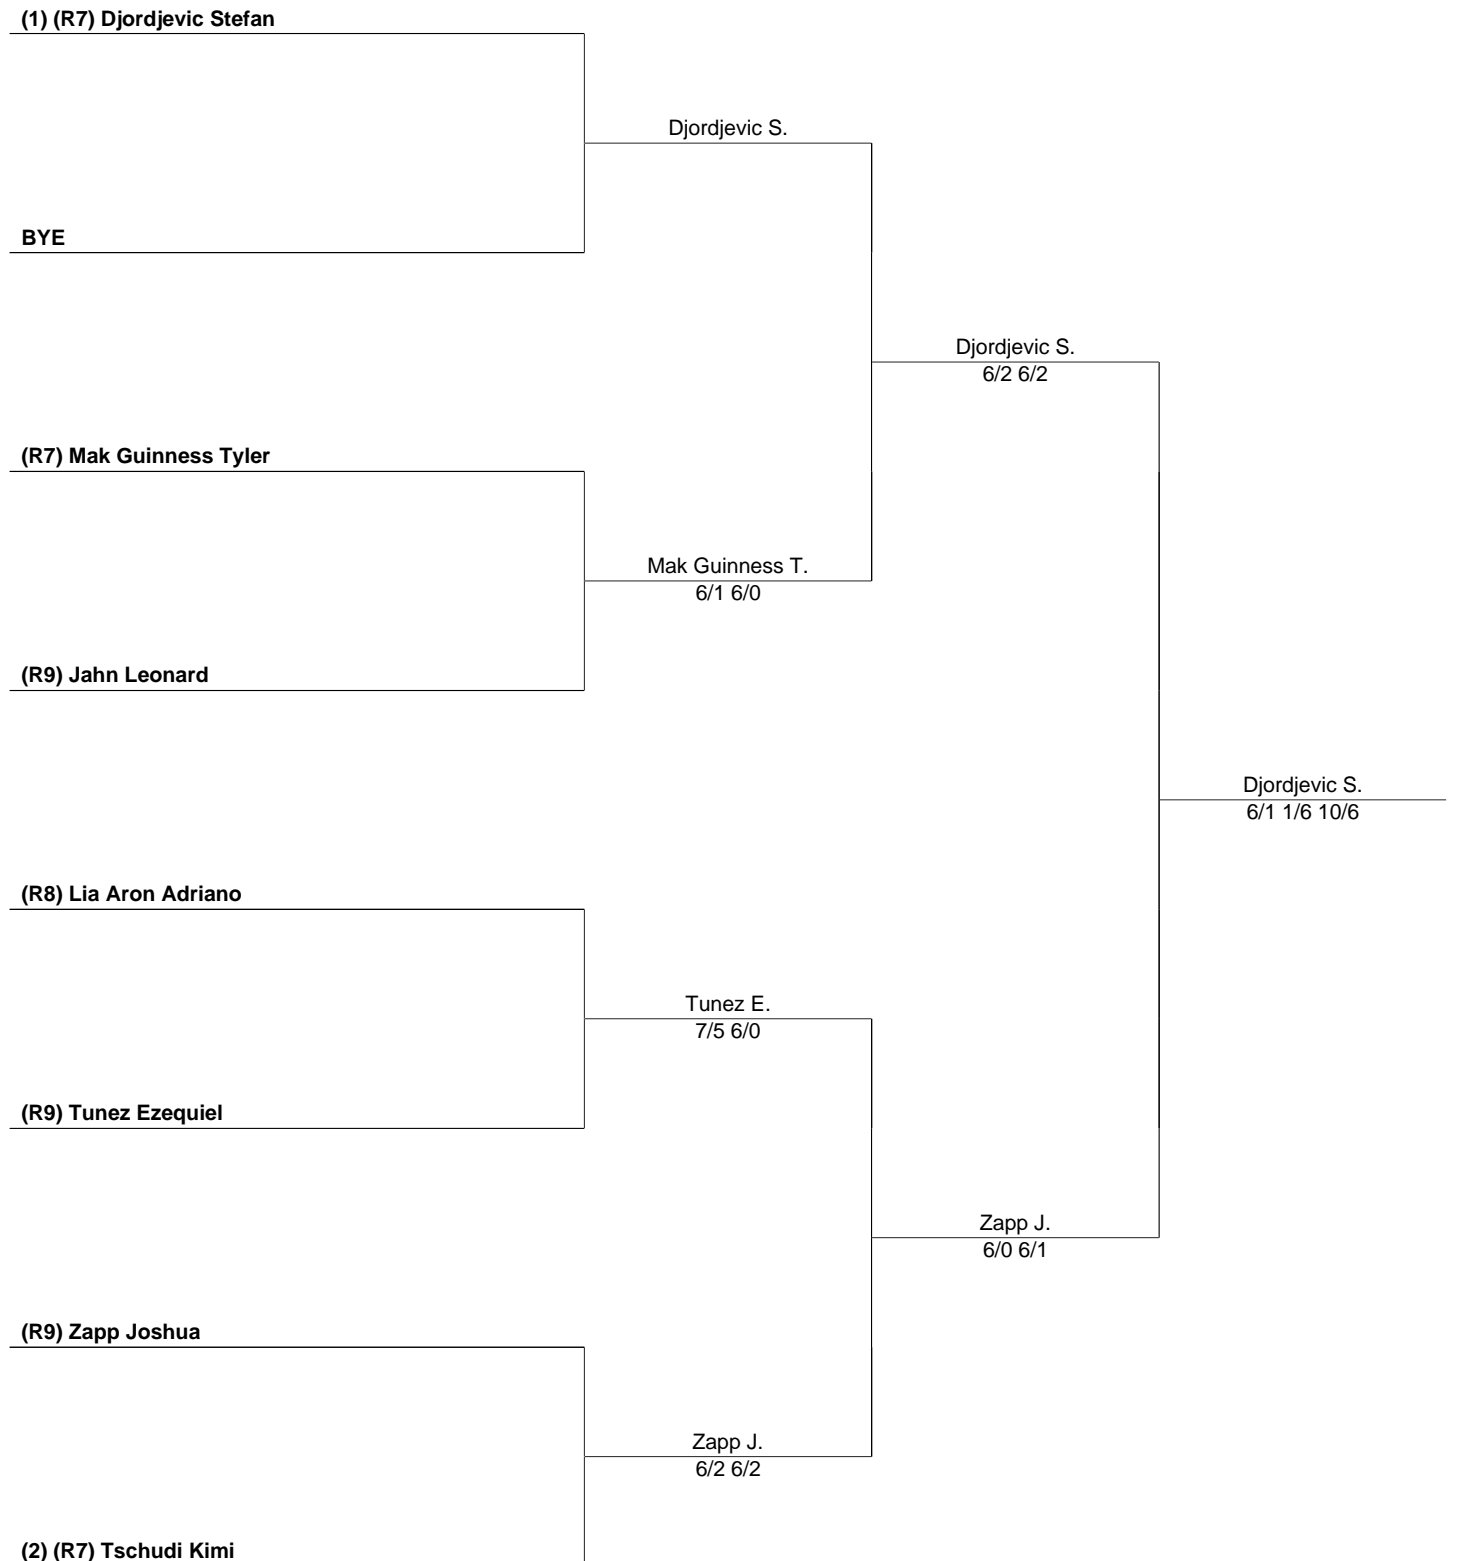 (1) (R7) Djordjevic Stefan
Djordjevic S.
BYE
Djordjevic S.
6/2 6/2
(R7) Mak Guinness Tyler
Mak Guinness T.
6/1 6/0
(R9) Jahn Leonard
Djordjevic S.
6/1 1/6 10/6
(R8) Lia Aron Adriano
Tunez E.
7/5 6/0
(R9) Tunez Ezequiel
Zapp J.
6/0 6/1
(R9) Zapp Joshua
Zapp J.
6/2 6/2
(2) (R7) Tschudi Kimi